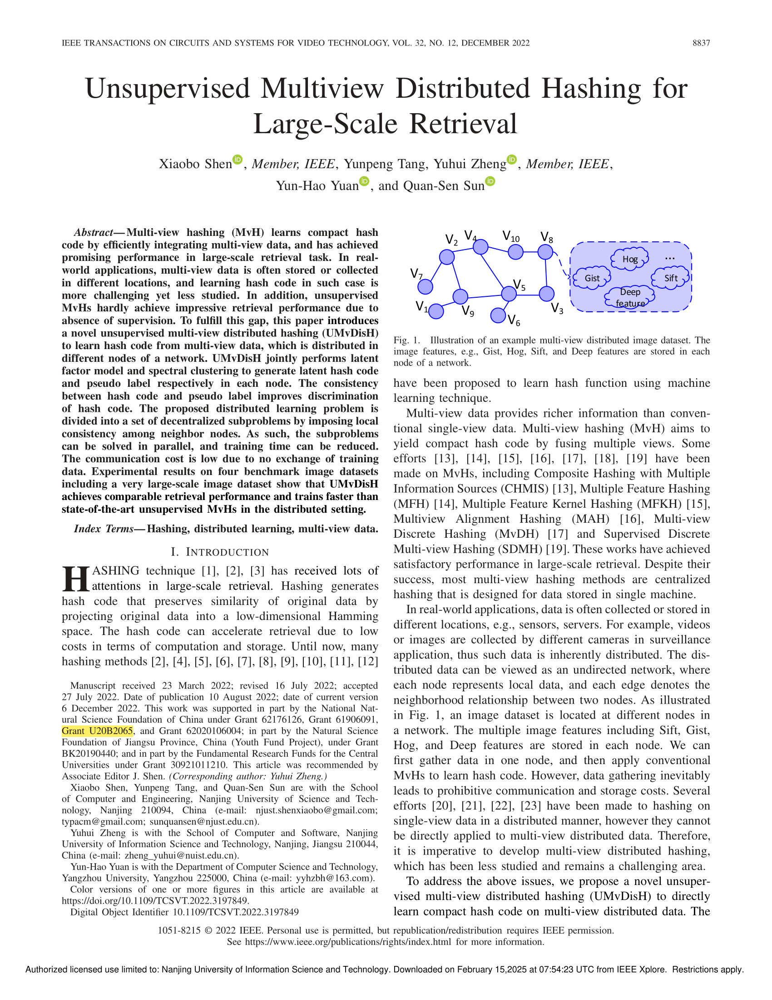 IEEE TRANSACTIONS ON CIRCUITS AND SYSTEMS FOR VIDEO TECHNOLOGY, VOL. 32, NO. 12, DECEMBER 2022 8837
Unsupervised Multiview Distributed Hashing for
Large-Scale Retrieval
Xiaobo Shen iD, Member, IEEE, Yunpeng Tang, Yuhui Zheng iD, Member, IEEE,
Yun-Hao Yuan iD, and Quan-Sen Sun iD
Abstract—Multi-view hashing (MvH) learns compact hash
code by efficiently integrating multi-view data, and has achieved
promising performance in large-scale retrieval task. In real-
world applications, multi-view data is often stored or collected
in different locations, and learning hash code in such case is
more challenging yet less studied. In addition, unsupervised
MvHs hardly achieve impressive retrieval performance due to
absence of supervision. To fulfill this gap, this paper introduces
a novel unsupervised multi-view distributed hashing (UMvDisH)
to learn hash code from multi-view data, which is distributed in
different nodes of a network. UMvDisH jointly performs latent
factor model and spectral clustering to generate latent hash code
and pseudo label respectively in each node. The consistency
between hash code and pseudo label improves discrimination
of hash code. The proposed distributed learning problem is
divided into a set of decentralized subproblems by imposing local
consistency among neighbor nodes. As such, the subproblems
can be solved in parallel, and training time can be reduced.
The communication cost is low due to no exchange of training
data. Experimental results on four benchmark image datasets
including a very large-scale image dataset show that UMvDisH
achieves comparable retrieval performance and trains faster than
state-of-the-art unsupervised MvHs in the distributed setting.
Index Terms—Hashing, distributed learning, multi-view data.
I. INTRODUCTION
HASHING technique [1], [2], [3] has received lots of
attentions in large-scale retrieval. Hashing generates
hash code that preserves similarity of original data by
projecting original data into a low-dimensional Hamming
space. The hash code can accelerate retrieval due to low
costs in terms of computation and storage. Until now, many
hashing methods [2], [4], [5], [6], [7], [8], [9], [10], [11], [12]
Manuscript received 23 March 2022; revised 16 July 2022; accepted
27 July 2022. Date of publication 10 August 2022; date of current version
6 December 2022. This work was supported in part by the National Nat-
ural Science Foundation of China under Grant 62176126, Grant 61906091,
Grant U20B2065, and Grant 62020106004; in part by the Natural Science
Foundation of Jiangsu Province, China (Youth Fund Project), under Grant
BK20190440; and in part by the Fundamental Research Funds for the Central
Universities under Grant 30921011210. This article was recommended by
Associate Editor J. Shen. (Corresponding author: Yuhui Zheng.)
Xiaobo Shen, Yunpeng Tang, and Quan-Sen Sun are with the School
of Computer and Engineering, Nanjing University of Science and Tech-
nology, Nanjing 210094, China (e-mail: njust.shenxiaobo@gmail.com;
typacm@gmail.com; sunquansen@njust.edu.cn).
Yuhui Zheng is with the School of Computer and Software, Nanjing
University of Information Science and Technology, Nanjing, Jiangsu 210044,
China (e-mail: zheng_yuhui@nuist.edu.cn).
Yun-Hao Yuan is with the Department of Computer Science and Technology,
Yangzhou University, Yangzhou 225000, China (e-mail: yyhzbh@163.com).
Color versions of one or more figures in this article are available at
https://doi.org/10.1109/TCSVT.2022.3197849.
Digital Object Identifier 10.1109/TCSVT.2022.3197849
V2 V4 V10 V8
Hog ...
V7 Gist Sift
V5 Deep
feature
V1 V9 V3
V6
Fig. 1. Illustration of an example multi-view distributed image dataset. The
image features, e.g., Gist, Hog, Sift, and Deep features are stored in each
node of a network.
have been proposed to learn hash function using machine
learning technique.
Multi-view data provides richer information than conven-
tional single-view data. Multi-view hashing (MvH) aims to
yield compact hash code by fusing multiple views. Some
efforts [13], [14], [15], [16], [17], [18], [19] have been
made on MvHs, including Composite Hashing with Multiple
Information Sources (CHMIS) [13], Multiple Feature Hashing
(MFH) [14], Multiple Feature Kernel Hashing (MFKH) [15],
Multiview Alignment Hashing (MAH) [16], Multi-view
Discrete Hashing (MvDH) [17] and Supervised Discrete
Multi-view Hashing (SDMH) [19]. These works have achieved
satisfactory performance in large-scale retrieval. Despite their
success, most multi-view hashing methods are centralized
hashing that is designed for data stored in single machine.
In real-world applications, data is often collected or stored in
different locations, e.g., sensors, servers. For example, videos
or images are collected by different cameras in surveillance
application, thus such data is inherently distributed. The dis-
tributed data can be viewed as an undirected network, where
each node represents local data, and each edge denotes the
neighborhood relationship between two nodes. As illustrated
in Fig. 1, an image dataset is located at different nodes in
a network. The multiple image features including Sift, Gist,
Hog, and Deep features are stored in each node. We can
first gather data in one node, and then apply conventional
MvHs to learn hash code. However, data gathering inevitably
leads to prohibitive communication and storage costs. Several
efforts [20], [21], [22], [23] have been made to hashing on
single-view data in a distributed manner, however they cannot
be directly applied to multi-view distributed data. Therefore,
it is imperative to develop multi-view distributed hashing,
which has been less studied and remains a challenging area.
To address the above issues, we propose a novel unsuper-
vised multi-view distributed hashing (UMvDisH) to directly
learn compact hash code on multi-view distributed data. The
1051-8215 © 2022 IEEE. Personal use is permitted, but republication/redistribution requires IEEE permission.
See https://www.ieee.org/publications/rights/index.html for more information.
Authorized licensed use limited to: Nanjing University of Information Science and Technology. Downloaded on February 15,2025 at 07:54:23 UTC from IEEE Xplore. Restrictions apply.